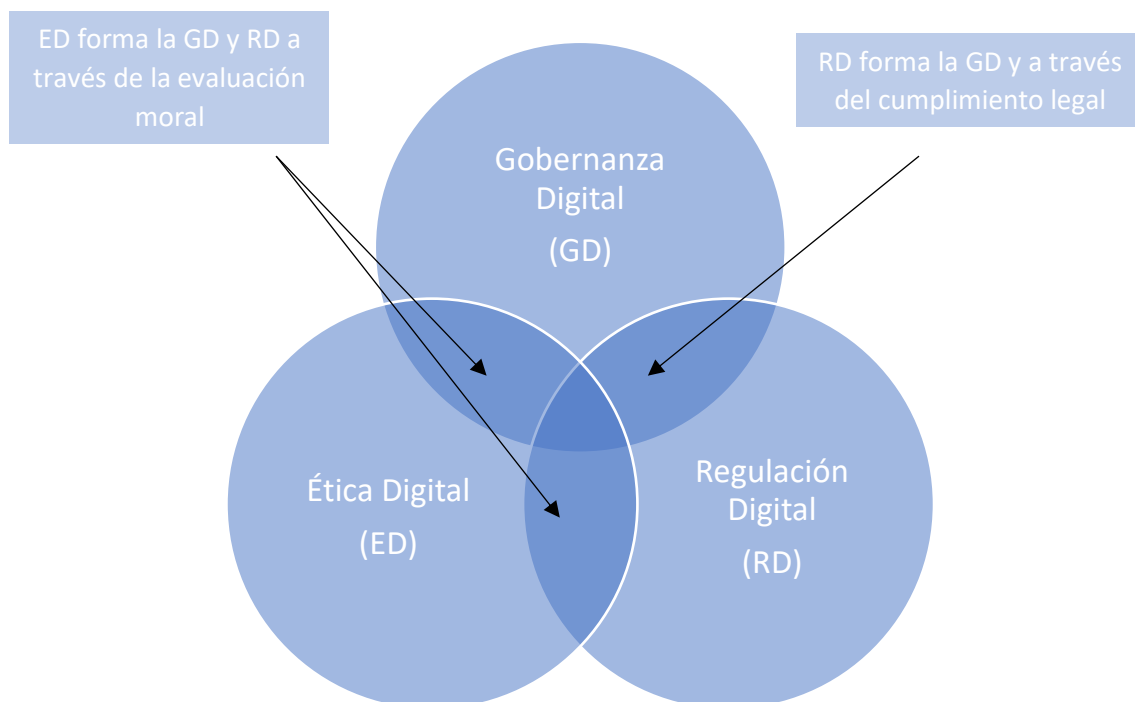 ED forma la GD y RD a
través de la evaluación
moral
RD forma la GD y a través
del cumplimiento legal
Gobernanza
Digital
(GD)
Ética Digital
(ED)
Regulación
Digital
(RD)